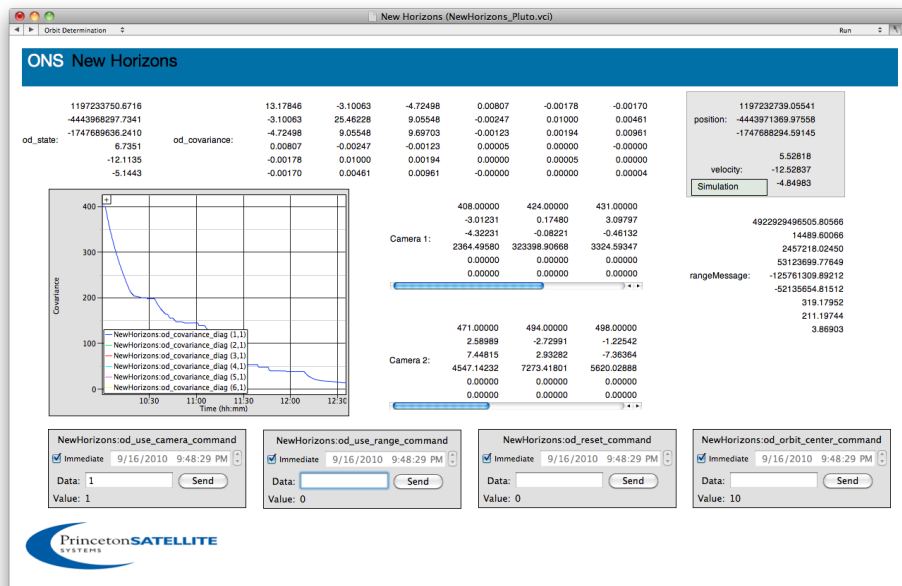 New Horizons (NewHorizons_Pluto.vci)
Orbit Determination
Run
ONS New Horizons
od_state:
1197233750.6716
-4443968297.7341
-1747689636.2410
6.7351
-12.1135
-5.1443
od_covariance:
13.17846 -3.10063 -4.72498 0.00807 -0.00178 -0.00170
-3.10063 25.46228 9.05548 -0.00247 0.01000 0.00461
-4.72498 9.05548 9.69703 -0.00123 0.00194 0.00961
0.00807 -0.00247 -0.00123 0.00005 0.00000 -0.00000
-0.00178 0.01000 0.00194 0.00000 0.00005 0.00000
-0.00170 0.00461 0.00961 -0.00000 0.00000 0.00004
1197232739.05541
position: -4443971369.97558
-1747688294.59145
5.52818
velocity: -12.52837
Simulation -4.84983
Covariance
400
300
200
100
0
NewHorizons:od_covariance_diag (1,1)
NewHorizons:od_covariance_diag (2,1)
NewHorizons:od_covariance_diag (3,1)
NewHorizons:od_covariance_diag (4,1)
NewHorizons:od_covariance_diag (5,1)
NewHorizons:od_covariance_diag (6,1)
10:30 11:00 11:30 12:00 12:30
Time (hh:mm)
Camera 1:
408.00000 424.00000 431.00000
-3.01231 0.17480 3.09797
-4.32231 -0.08221 -0.46132
2364.49580 323398.90668 3324.59347
0.00000 0.00000 0.00000
0.00000 0.00000 0.00000
Camera 2:
471.00000 494.00000 498.00000
2.58989 -2.72991 -1.22542
7.44815 2.93282 -7.36364
4547.14232 7273.41801 5620.02888
0.00000 0.00000 0.00000
0.00000 0.00000 0.00000
rangeMessage:
4922929496505.80566
14489.60066
2457218.02450
53123699.77649
-125761309.89212
-52135654.81512
319.17952
211.19744
3.86903
NewHorizons:od_use_camera_command
Immediate 9/16/2010 9:48:29 PM
Data: 1 Send
Value: 1
NewHorizons:od_use_range_command
Immediate 9/16/2010 9:48:29 PM
Data: Send
Value: 0
NewHorizons:od_reset_command
Immediate 9/16/2010 9:48:29 PM
Data: Send
Value: 0
NewHorizons:od_orbit_center_command
Immediate 9/16/2010 9:48:29 PM
Data: Send
Value: 10
PrincetonSATELLITE
SYSTEMS